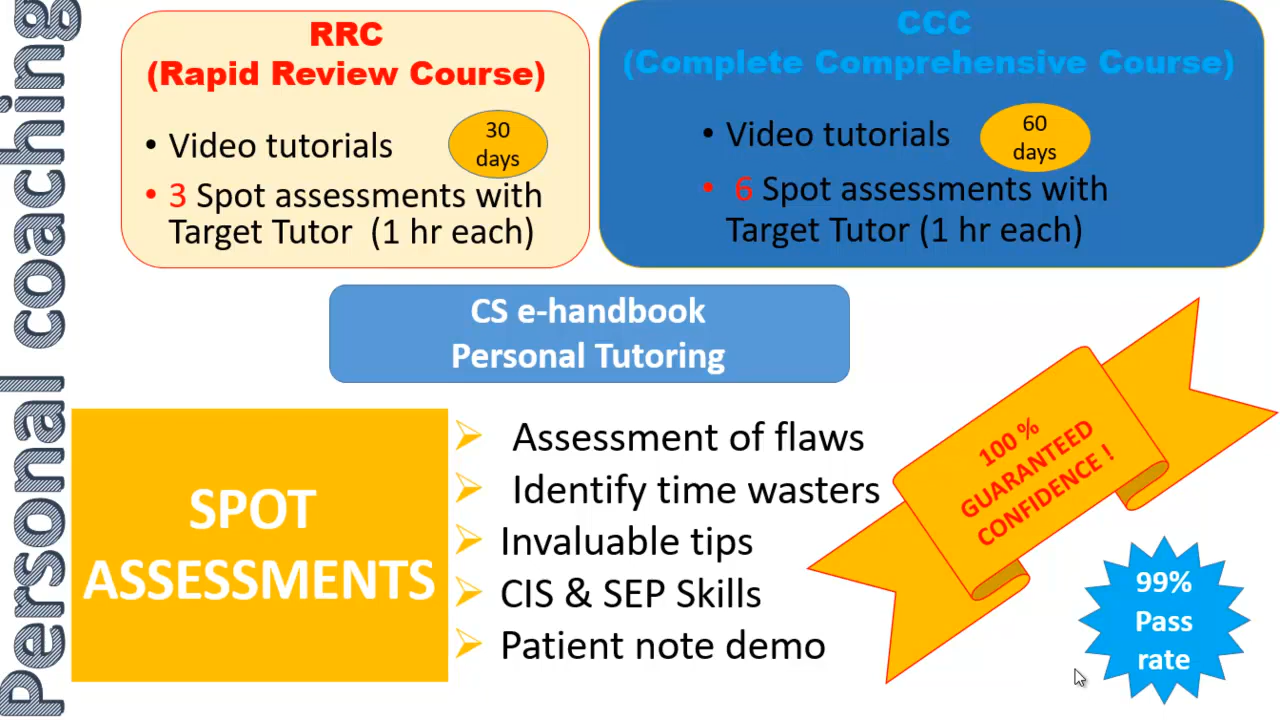 Personal coaching
RRC
(Rapid Review Course)
• Video tutorials
30
days
• 3 Spot assessments with
Target Tutor (1 hr each)
CCC
(Complete Comprehensive Course)
• Video tutorials
60
days
• 6 Spot assessments with
Target Tutor (1 hr each)
CS e-handbook
Personal Tutoring
SPOT
ASSESSMENTS
Assessment of flaws
Identify time wasters
Invaluable tips
CIS & SEP Skills
Patient note demo
100 %
GUARANTEED
CONFIDENCE !
99%
Pass
rate